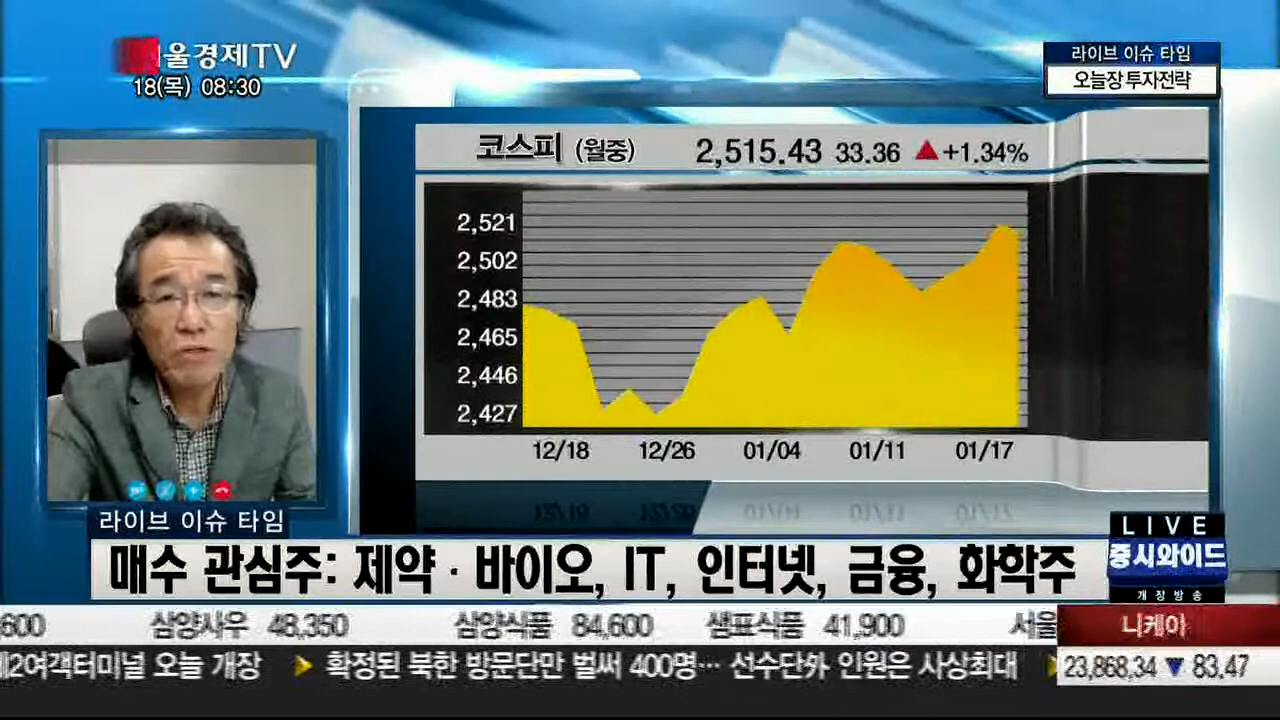 울경제TV
18(목) 08:30
라이브 이슈 타임
오늘장 투자전략
코스피 (월중) 2,515.43 33.36 ▲+1.34%
2,521
2,502
2,483
2,465
2,446
2,427
12/18 12/26 01/04 01/11 01/17
라이브 이슈 타임
매수 관심주: 제약·바이오, IT, 인터넷, 금융, 화학주
LIVE
증시와이드
개장방송
600 삼양사우 48,350 삼양식품 84,600 샘표식품 41,900 서울
니케이
제2여객터미널 오늘 개장 ▶ 확정된 북한 방문단만 벌써 400명… 선수단外 인원은 사상최대
23,868.34 ▼ 83.47